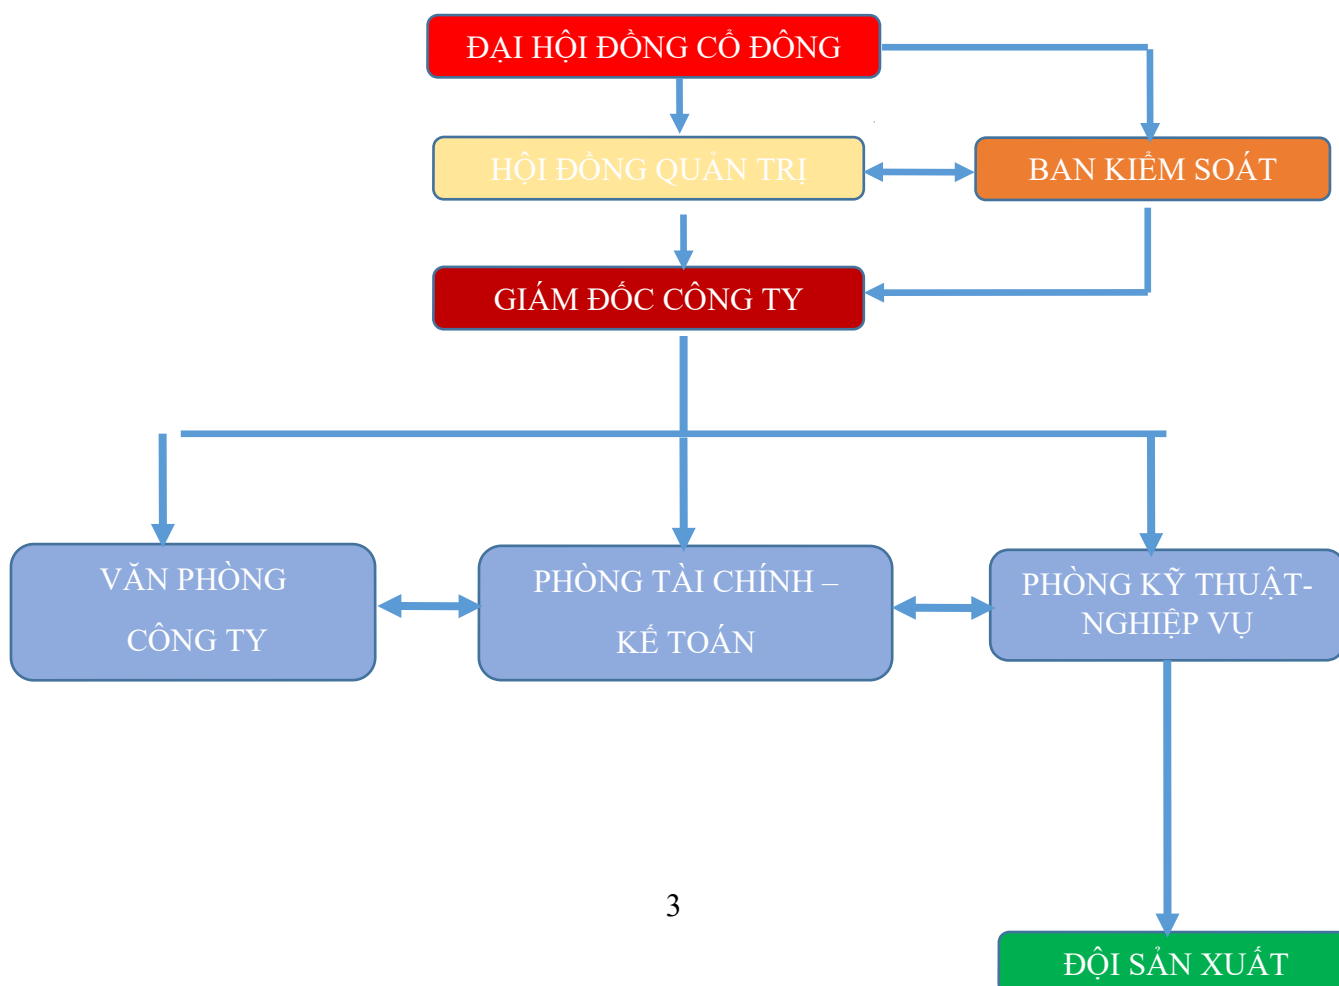 ĐẠI HỘI ĐỒNG CỔ ĐÔNG
HỘI ĐỒNG QUẢN TRỊ
BAN KIỂM SOÁT
GIÁM ĐỐC CÔNG TY
VĂN PHÒNG
CÔNG TY
PHÒNG TÀI CHÍNH –
KẾ TOÁN
PHÒNG KỸ THUẬT-
NGHIỆP VỤ
3
ĐỘI SẢN XUẤT